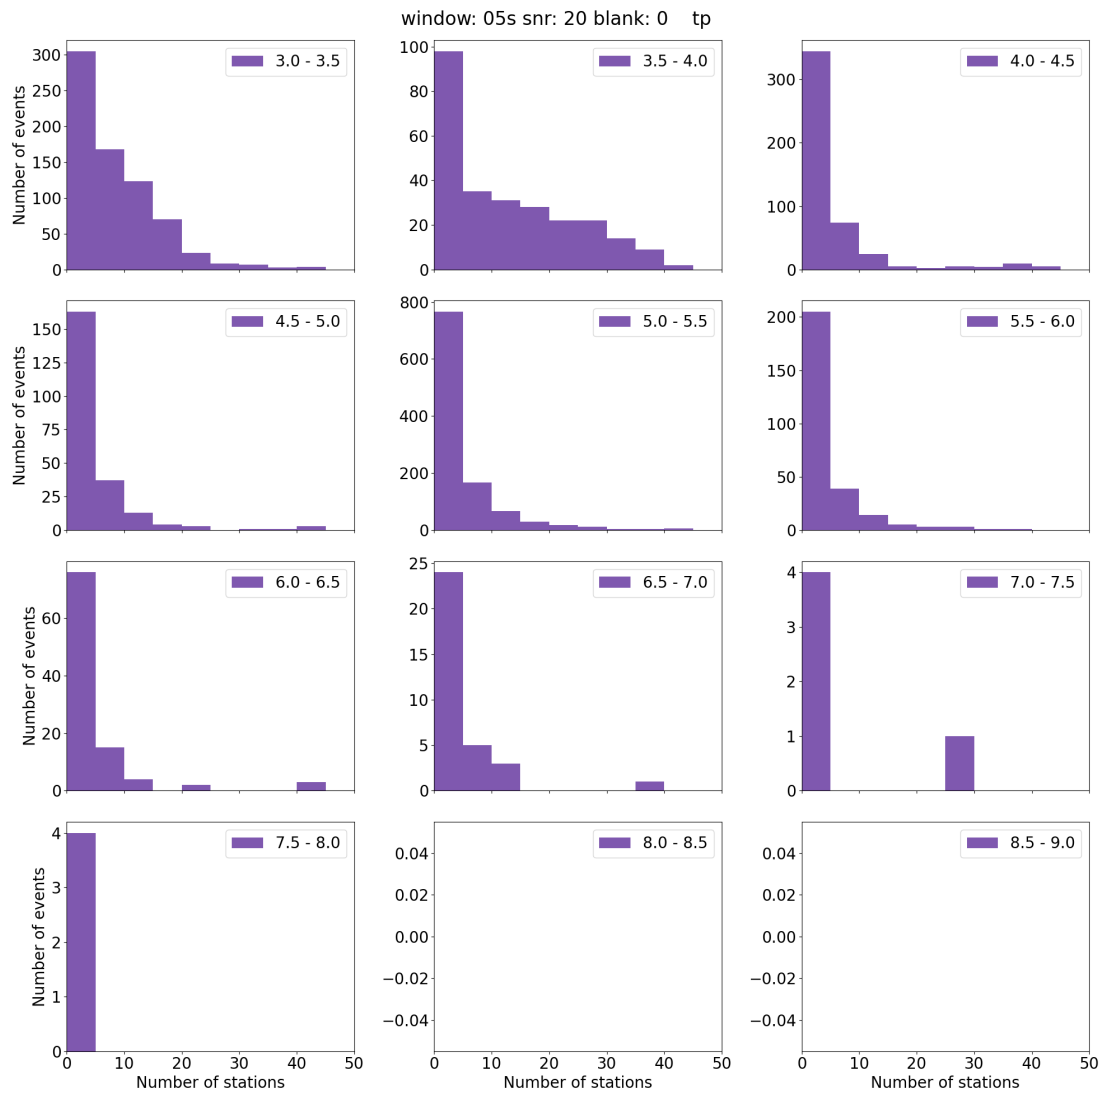 window: 05s snr: 20 blank: 0    tp
3.0 - 3.5
3.5 - 4.0
4.0 - 4.5
Number of events
300
250
200
150
100
50
0
100
80
60
40
20
0
300
200
100
0
4.5 - 5.0
5.0 - 5.5
5.5 - 6.0
Number of events
150
125
100
75
50
25
0
800
600
400
200
0
200
150
100
50
0
6.0 - 6.5
6.5 - 7.0
7.0 - 7.5
Number of events
60
40
20
0
25
20
15
10
5
0
4
3
2
1
0
7.5 - 8.0
8.0 - 8.5
8.5 - 9.0
Number of events
4
3
2
1
0
0.04
0.02
0.00
−0.02
−0.04
0.04
0.02
0.00
−0.02
−0.04
0 10 20 30 40 50
0 10 20 30 40 50
0 10 20 30 40 50
Number of stations
Number of stations
Number of stations